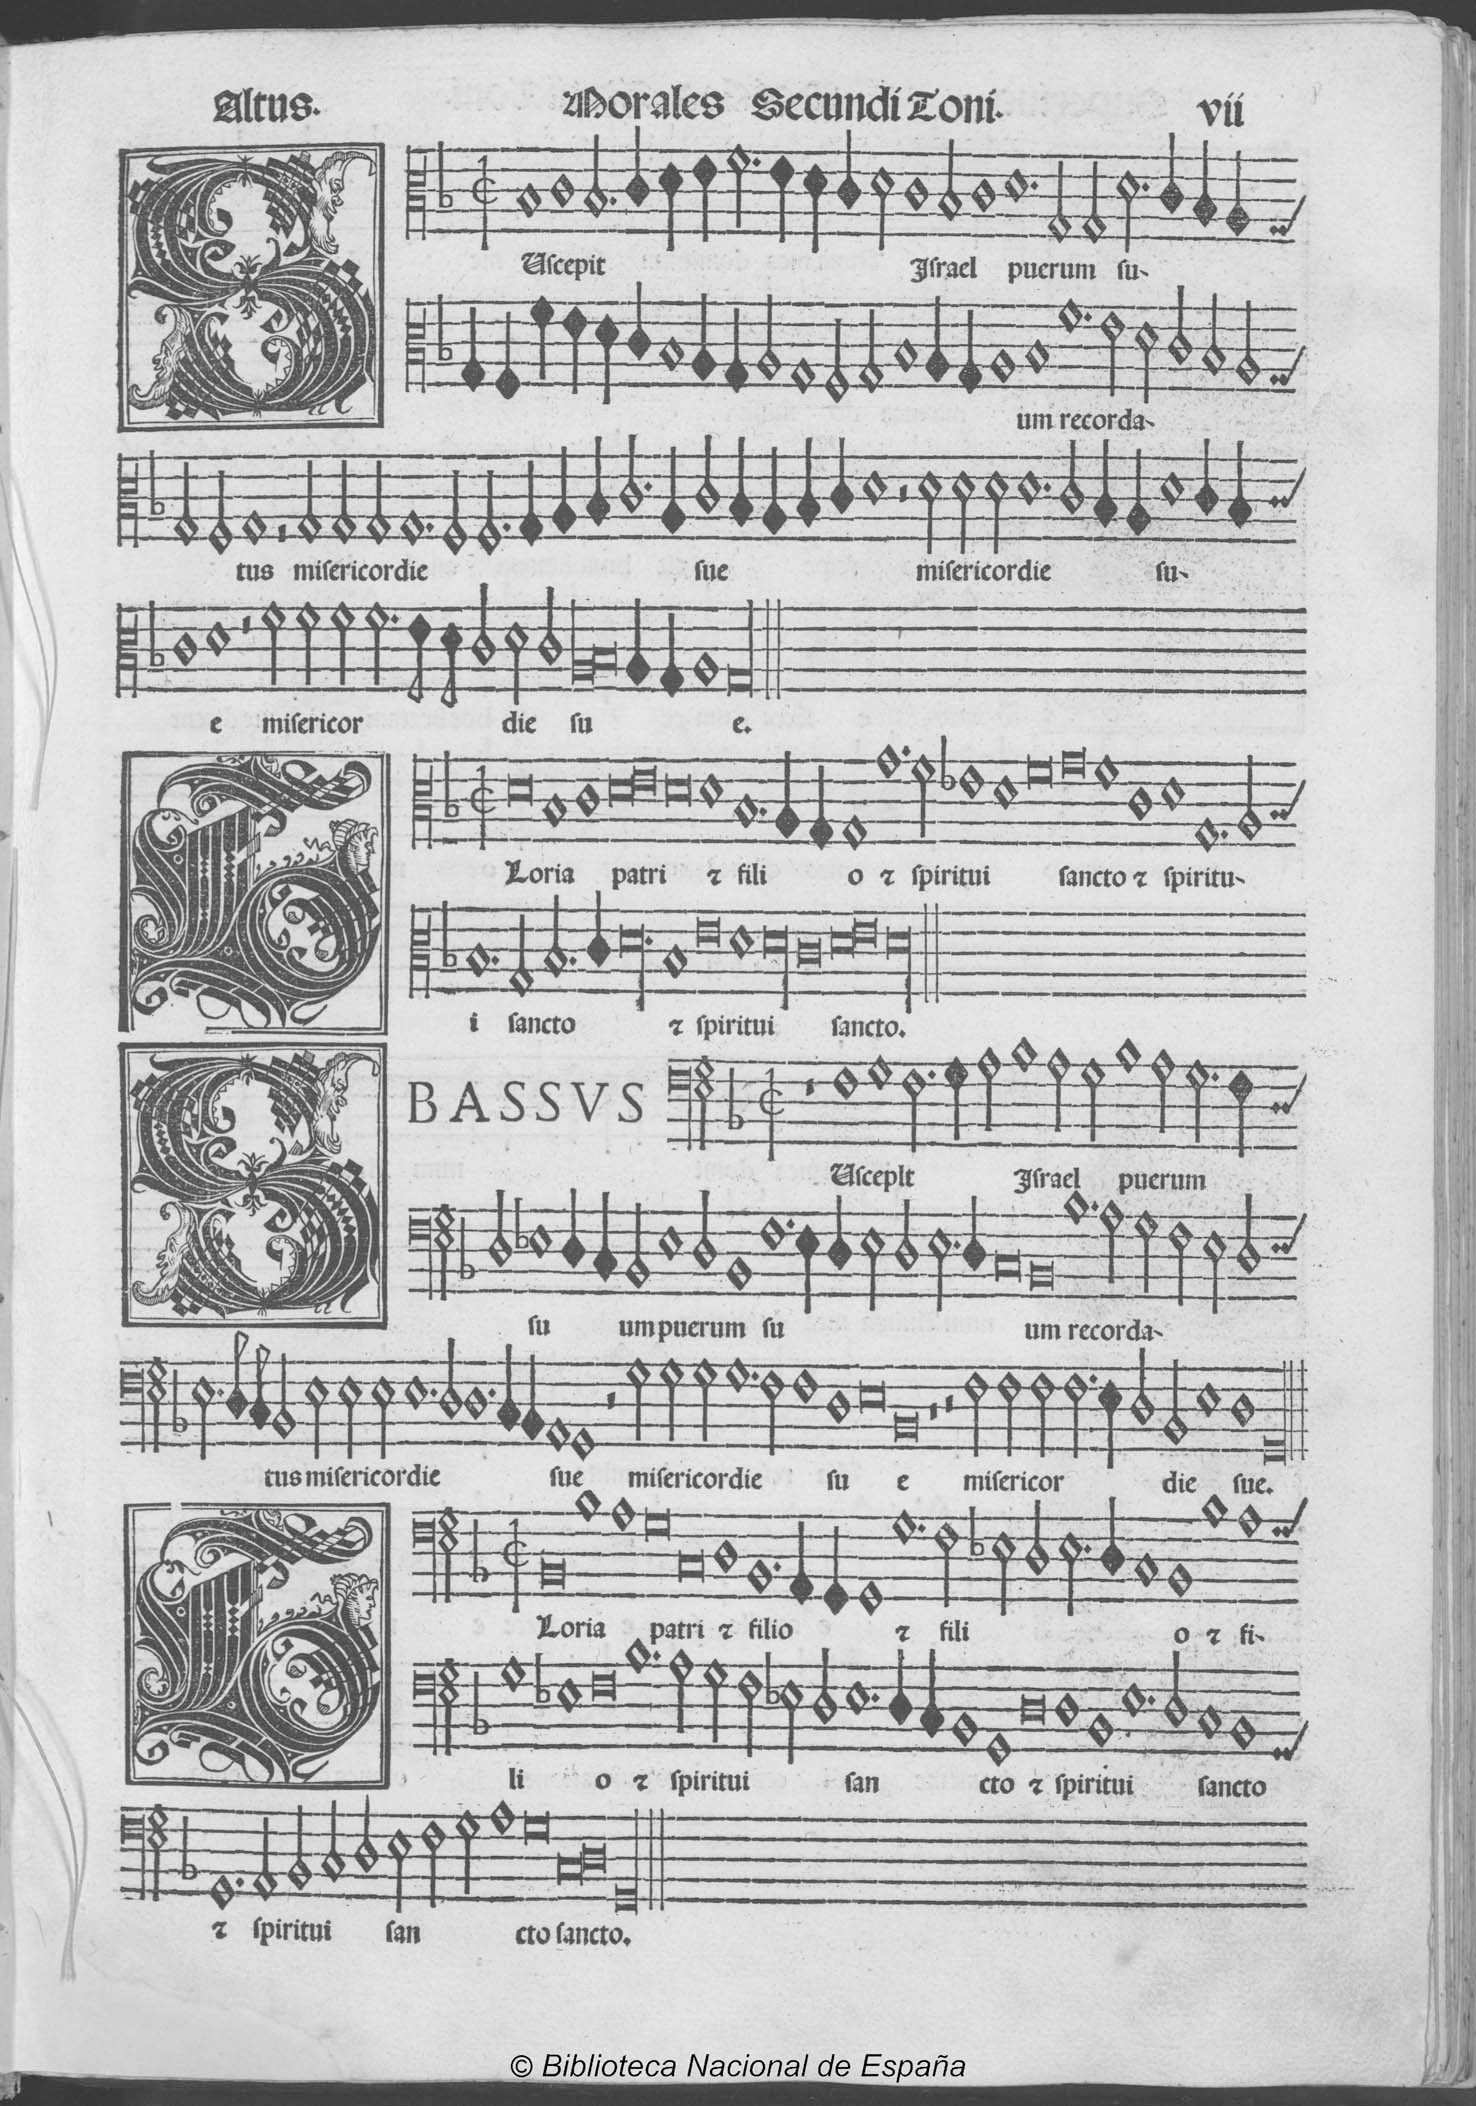 Altus. Morales Secundi Toni. vii
Uſcepit Iſrael puerum ſu-
um recorda-
tus miſericordie ſue miſericordie ſu-
e miſericor die ſu e.
Loria patri ⁊ fili o ⁊ ſpiritui ſancto ⁊ ſpiritu-
i ſancto ⁊ ſpiritui ſancto.
BASSVS
Uſceplt Iſrael puerum
ſu um puerum ſu um recorda-
tus miſericordie ſue miſericordie ſu e miſericor die ſue.
Loria patri ⁊ filio ⁊ fili o ⁊ fi-
li o ⁊ ſpiritui ſan cto ⁊ ſpiritui ſancto
⁊ ſpiritui ſan cto ſancto.
© Biblioteca Nacional de España